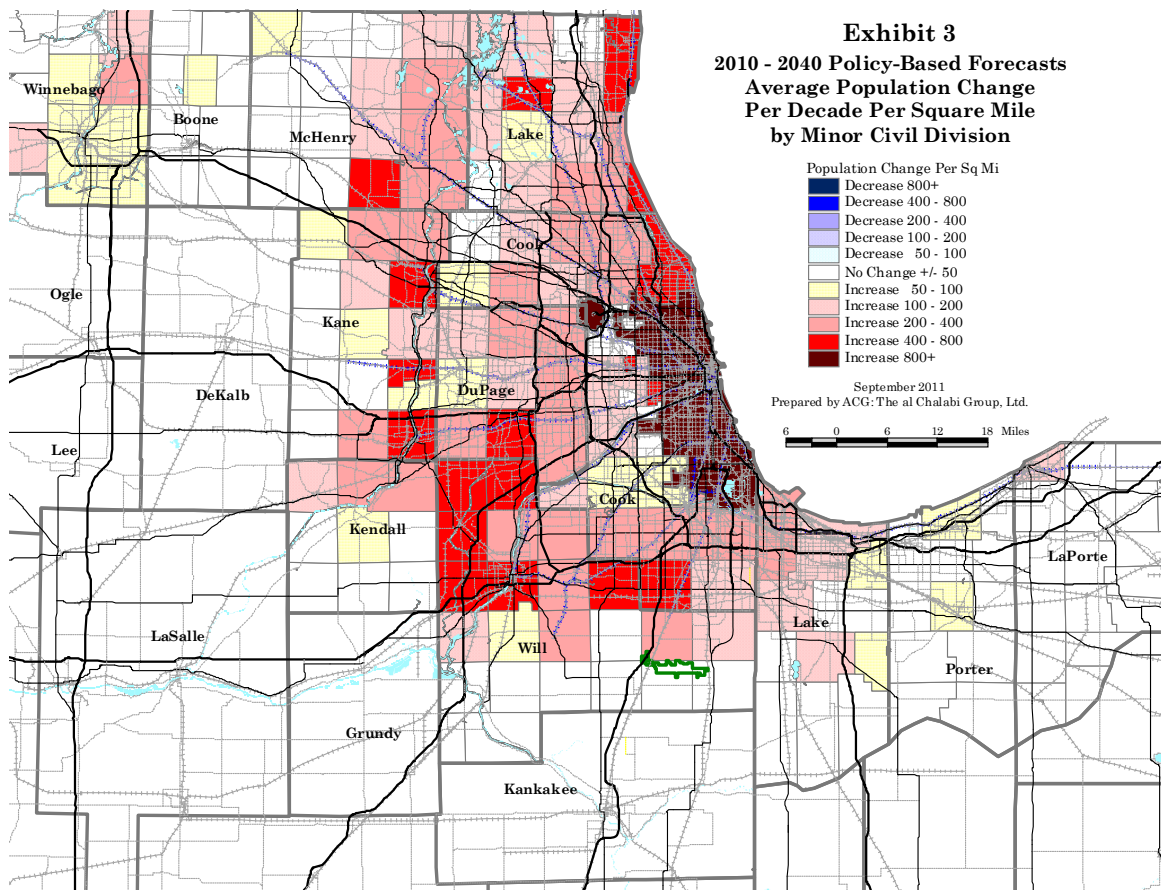 Exhibit 3
2010 - 2040 Policy-Based Forecasts
Average Population Change
Per Decade Per Square Mile
by Minor Civil Division
Population Change Per Sq Mi
Decrease 800+
Decrease 400 - 800
Decrease 200 - 400
Decrease 100 - 200
Decrease 50 - 100
No Change +/- 50
Increase 50 - 100
Increase 100 - 200
Increase 200 - 400
Increase 400 - 800
Increase 800+
September 2011
Prepared by ACG: The al Chalabi Group, Ltd.
6 0 6 12 18 Miles
Winnebago
Boone
McHenry
Lake
Cook
Ogle
Kane
DeKalb
DuPage
Lee
Cook
Kendall
LaPorte
LaSalle
Will
Lake
Porter
Grundy
Kankakee